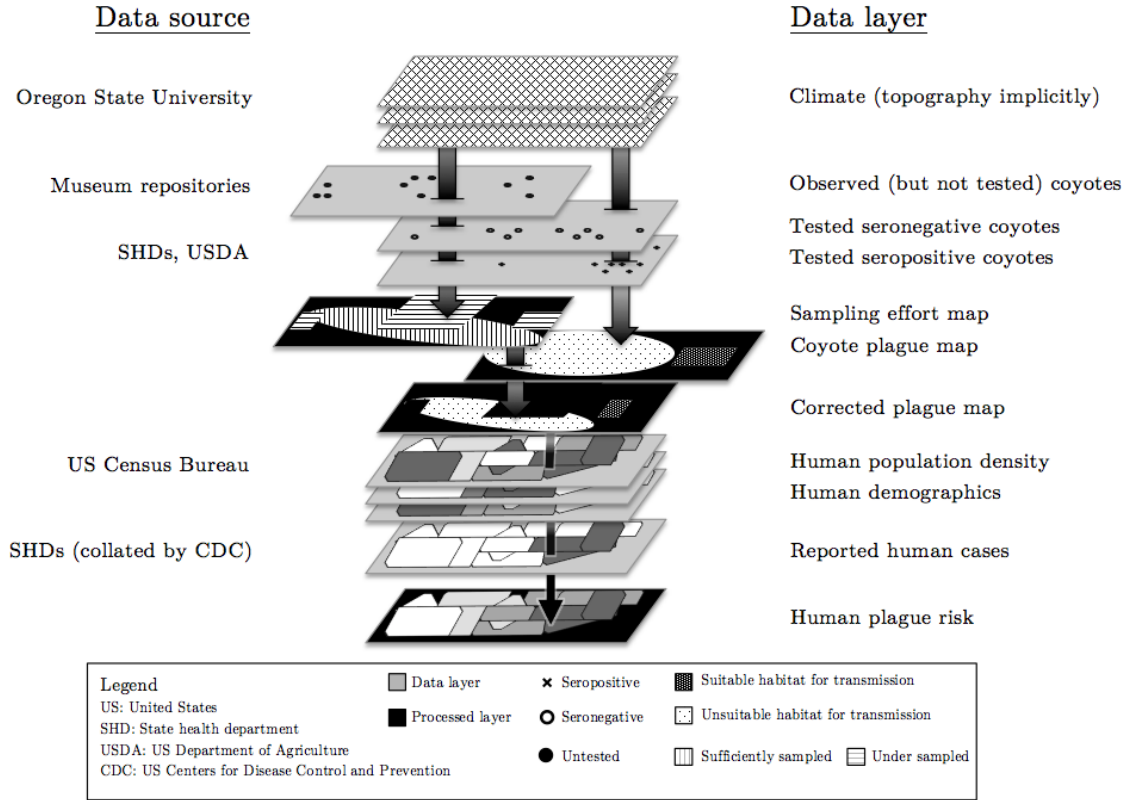 Data source
Data layer
Oregon State University
Climate (topography implicitly)
Museum repositories
Observed (but not tested) coyotes
SHDs, USDA
Tested seronegative coyotes
Tested seropositive coyotes
Sampling effort map
Coyote plague map
Corrected plague map
US Census Bureau
Human population density
Human demographics
SHDs (collated by CDC)
Reported human cases
Human plague risk
Legend
US: United States
SHD: State health department
USDA: US Department of Agriculture
CDC: US Centers for Disease Control and Prevention
Data layer
Processed layer
Seropositive
Seronegative
Untested
Suitable habitat for transmission
Unsuitable habitat for transmission
Sufficiently sampled
Under sampled